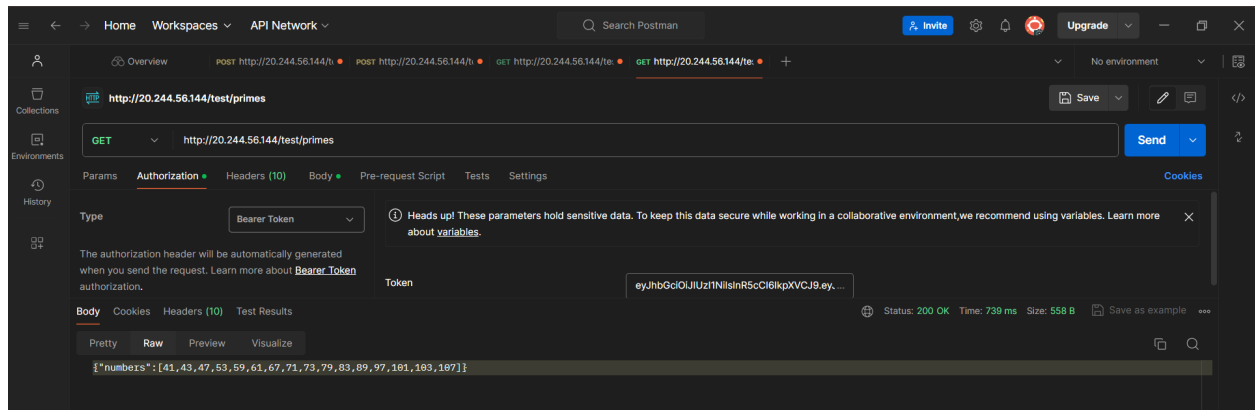 Home Workspaces API Network Search Postman Invite Upgrade
Overview POST http://20.244.56.144/t POST http://20.244.56.144/t GET http://20.244.56.144/te: GET http://20.244.56.144/te: + No environment
HTTP http://20.244.56.144/test/primes Save
Collections
GET http://20.244.56.144/test/primes Send
Environments
Params Authorization Headers (10) Body Pre-request Script Tests Settings Cookies
History
Type Bearer Token Heads up! These parameters hold sensitive data. To keep this data secure while working in a collaborative environment,we recommend using variables. Learn more
about variables.
The authorization header will be automatically generated
when you send the request. Learn more about Bearer Token
authorization.
Token eyJhbGciOiJIUzI1NiIsInR5cCI6IkpXVCJ9.ey. ...
Body Cookies Headers (10) Test Results Status: 200 OK Time: 739 ms Size: 558 B Save as example
Pretty Raw Preview Visualize
{"numbers":[41,43,47,53,59,61,67,71,73,79,83,89,97,101,103,107]}